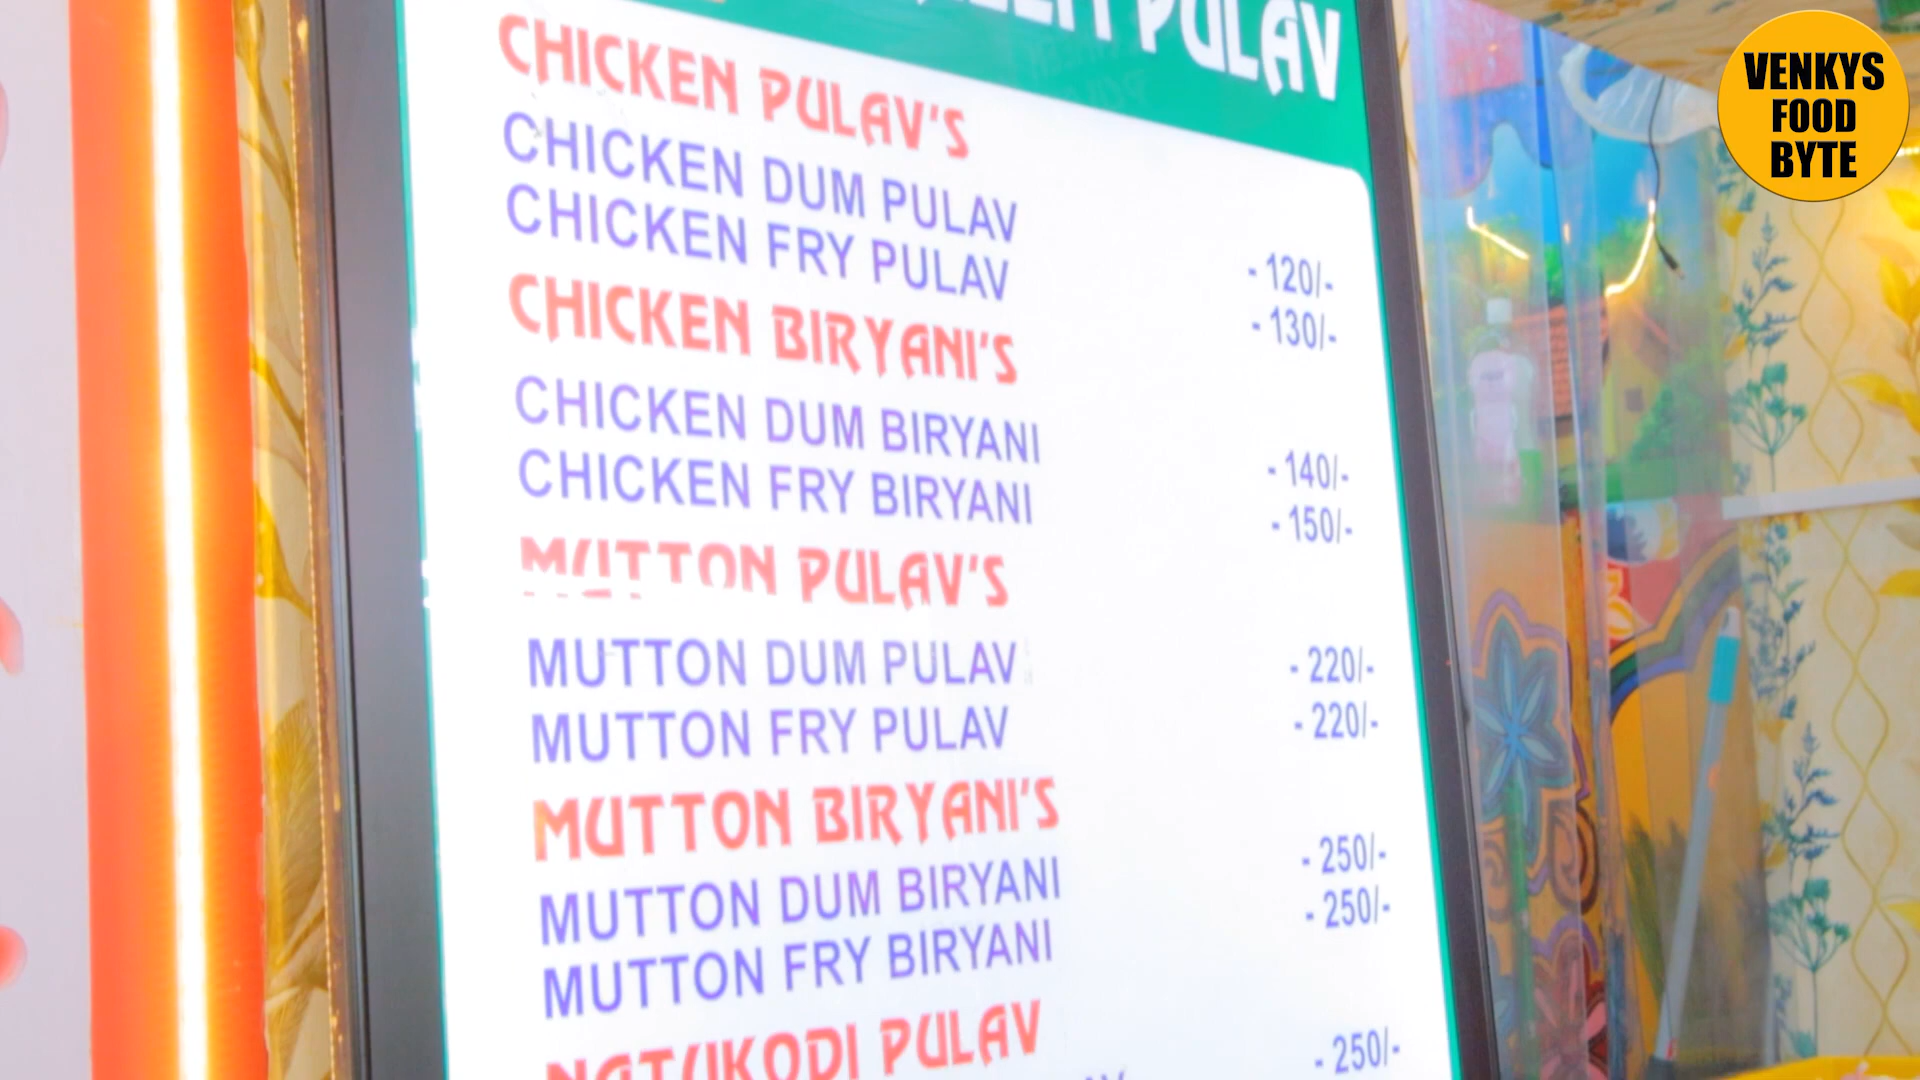 PULAV
CHICKEN PULAV'S
CHICKEN DUM PULAV - 120/-
CHICKEN FRY PULAV - 130/-
CHICKEN BIRYANI'S
CHICKEN DUM BIRYANI - 140/-
CHICKEN FRY BIRYANI - 150/-
MUTTON PULAV'S
MUTTON DUM PULAV - 220/-
MUTTON FRY PULAV - 220/-
MUTTON BIRYANI'S
MUTTON DUM BIRYANI - 250/-
MUTTON FRY BIRYANI - 250/-
NATUKODI PULAV
- 250/-
VENKYS
FOOD
BYTE